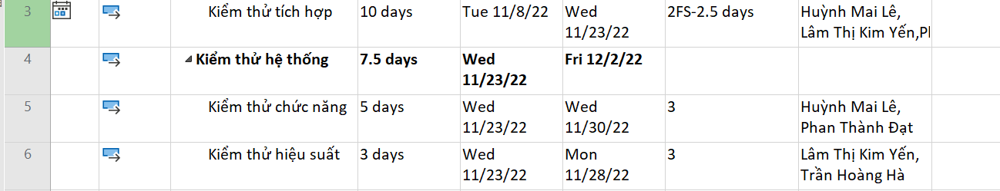 3 Kiểm thử tích hợp 10 days Tue 11/8/22 Wed 2FS-2.5 days Huỳnh Mai Lê,
11/23/22 Lâm Thị Kim Yến,
4 Kiểm thử hệ thống 7.5 days Wed Fri 12/2/22
11/23/22
5 Kiểm thử chức năng 5 days Wed Wed 3 Huỳnh Mai Lê,
11/23/22 11/30/22 Phan Thành Đạt
6 Kiểm thử hiệu suất 3 days Wed Mon 3 Lâm Thị Kim Yến,
11/23/22 11/28/22 Trần Hoàng Hà